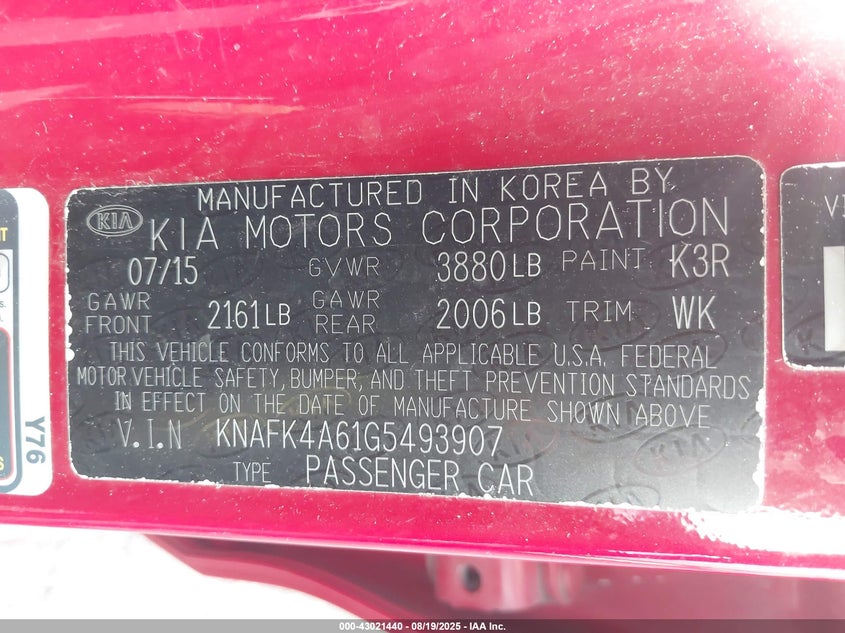 MANUFACTURED IN KOREA BY
KIA KIA MOTORS CORPORATION
07/15 GVWR 3880LB PAINT K3R
GAWR FRONT 2161LB GAWR REAR 2006LB TRIM WK
THIS VEHICLE CONFORMS TO ALL APPLICABLE U.S.A. FEDERAL
MOTOR VEHICLE SAFETY, BUMPER, AND THEFT PREVENTION STANDARDS
IN EFFECT ON THE DATE OF MANUFACTURE SHOWN ABOVE
V.I.N KNAFK4A61G5493907
TYPE PASSENGER CAR
Y76
000-43021440 - 08/19/2025 - IAA Inc.